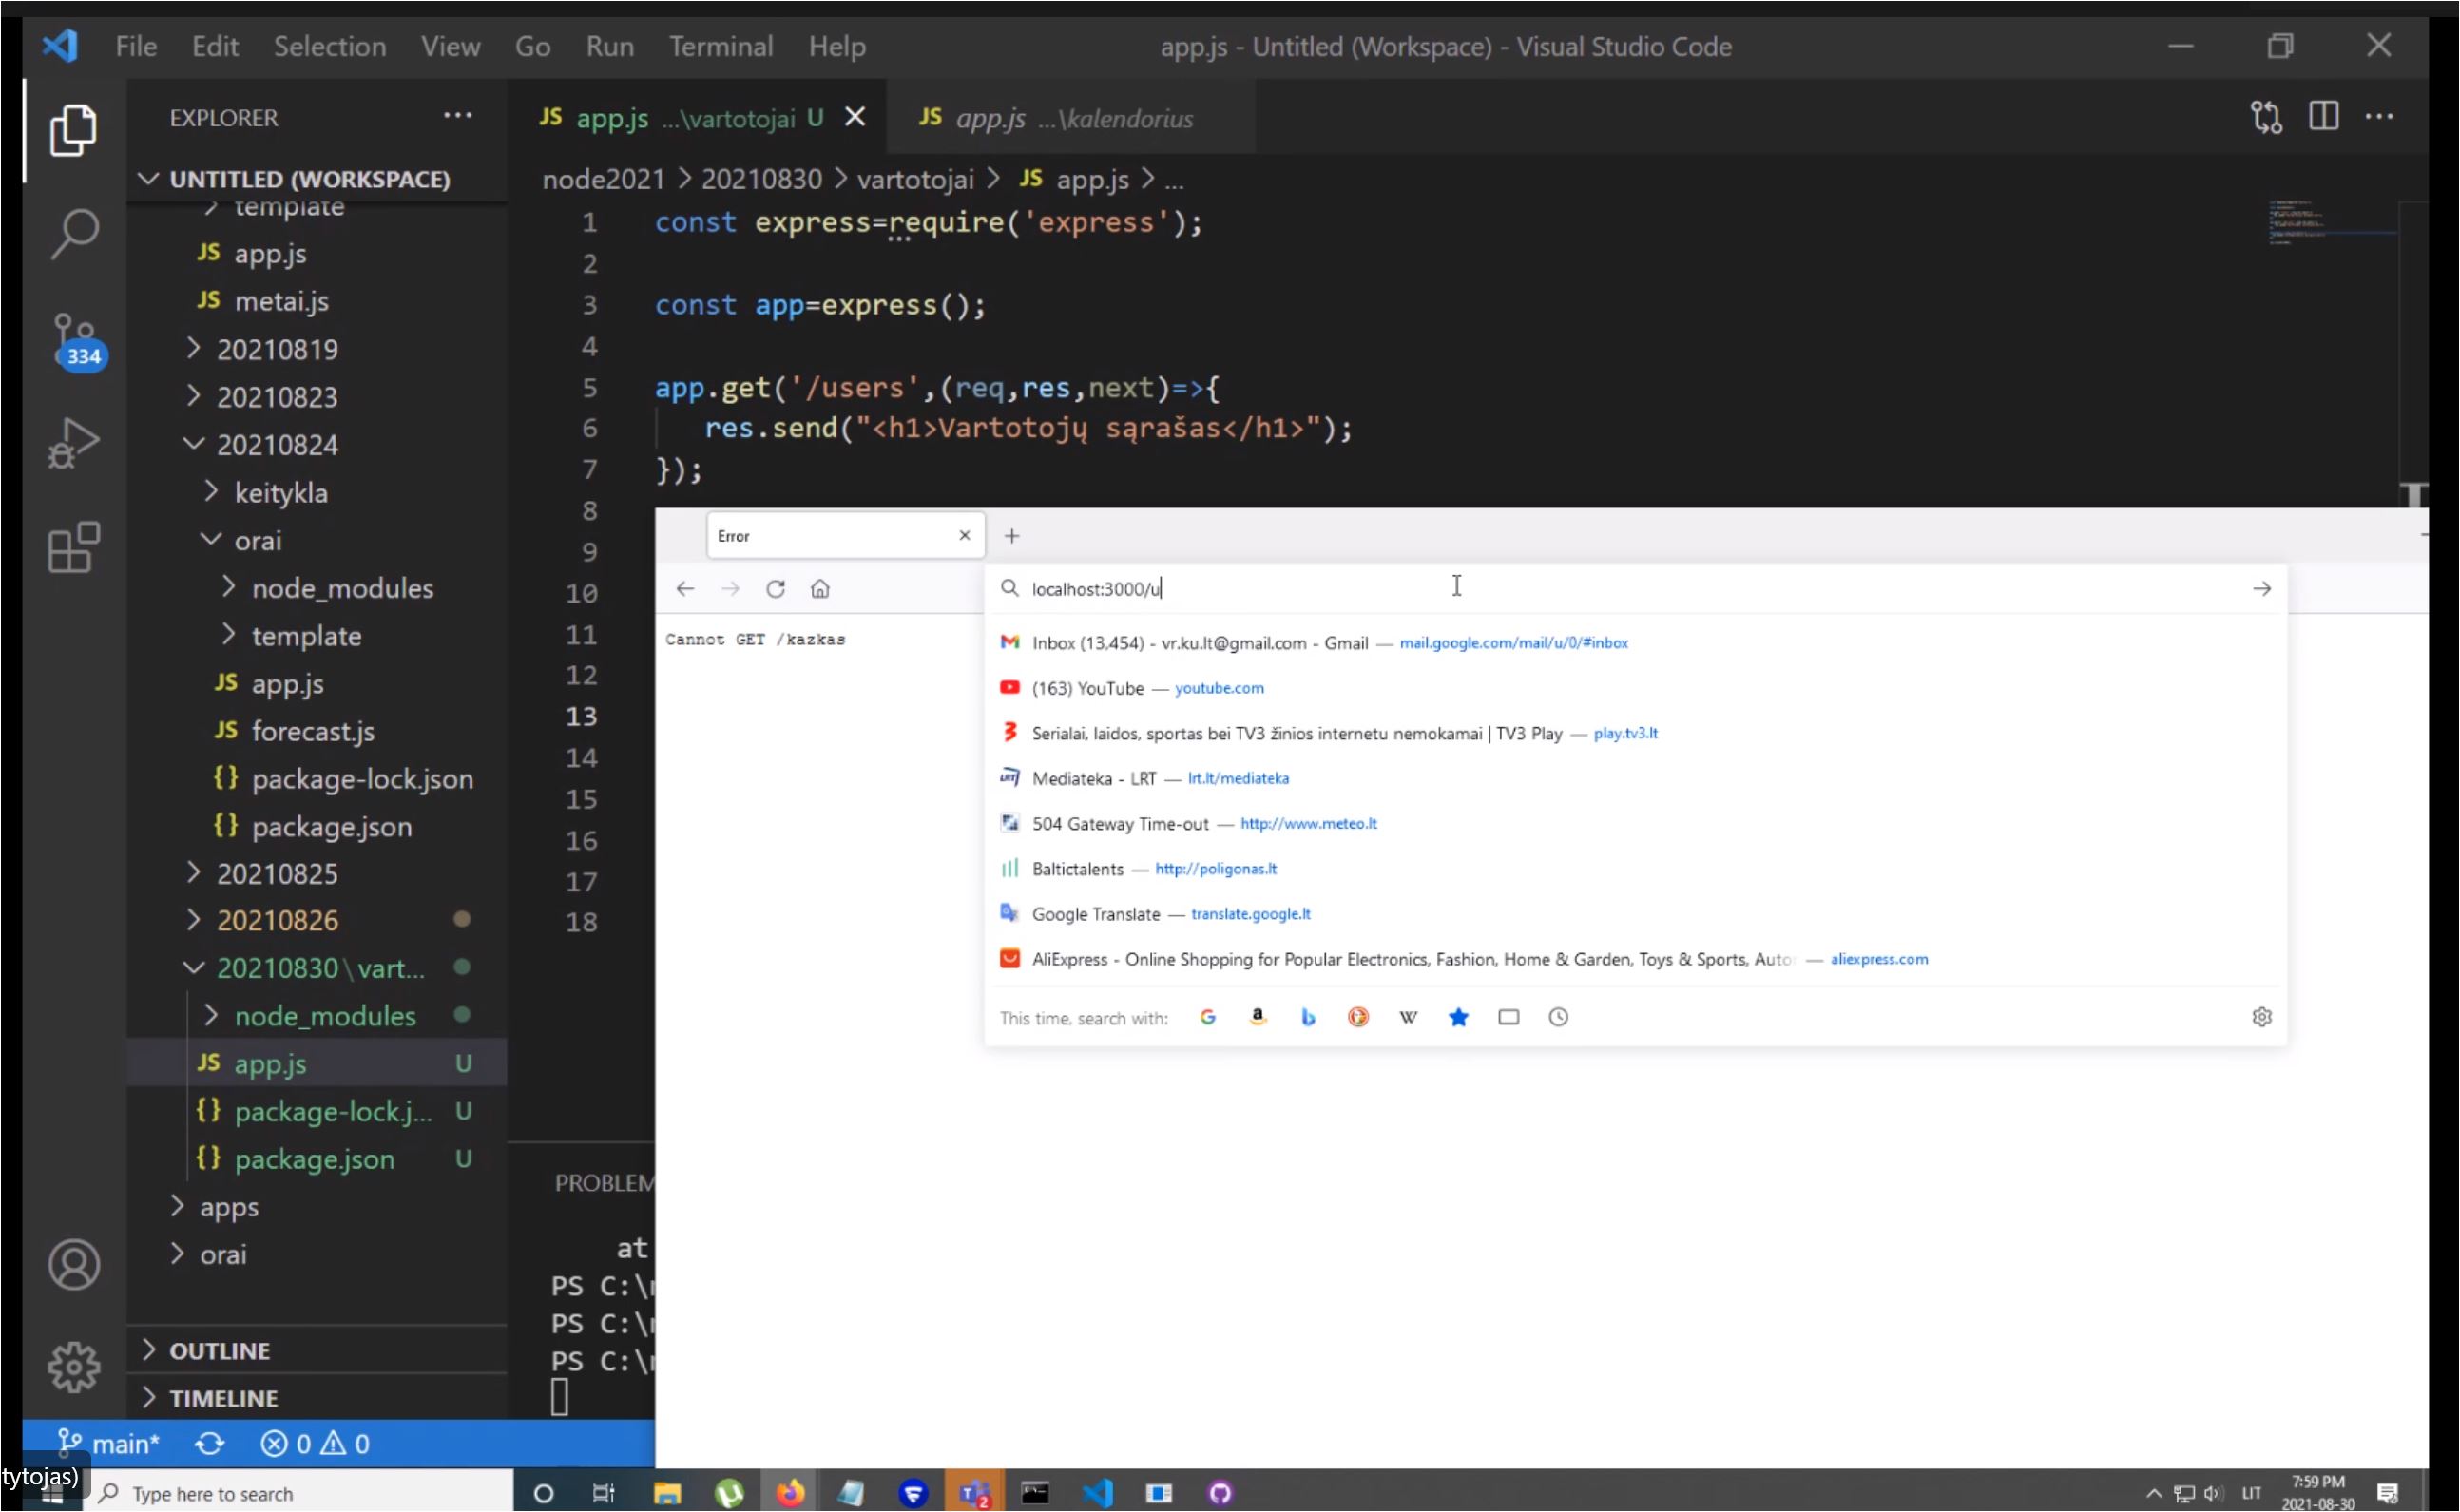 File Edit Selection View Go Run Terminal Help
app.js - Untitled (Workspace) - Visual Studio Code
EXPLORER
UNTITLED (WORKSPACE)
template
JS app.js
JS metai.js
20210819
20210823
20210824
keitykla
orai
node_modules
template
JS app.js
JS forecast.js
{} package-lock.json
{} package.json
20210825
20210826
20210830\vart...
node_modules
JS app.js U
{} package-lock.j... U
{} package.json U
apps
orai
OUTLINE
TIMELINE
334
JS app.js ...\vartotojai U
JS app.js ...\kalendorius
node2021 > 20210830 > vartotojai > JS app.js > ...
1 const express=require('express');
2
3 const app=express();
4
5 app.get('/users',(req,res,next)=>{
6 res.send("<h1>Vartotojų sąrašas</h1>");
7 });
8
9
10
11
12
13
14
15
16
17
18
Error
localhost:3000/u
Cannot GET /kazkas
Inbox (13,454) - vr.ku.lt@gmail.com - Gmail — mail.google.com/mail/u/0/#inbox
(163) YouTube — youtube.com
Serialai, laidos, sportas bei TV3 žinios internetu nemokamai | TV3 Play — play.tv3.lt
Mediateka - LRT — lrt.lt/mediateka
504 Gateway Time-out — http://www.meteo.lt
Baltictalents — http://poligonas.lt
Google Translate — translate.google.lt
AliExpress - Online Shopping for Popular Electronics, Fashion, Home & Garden, Toys & Sports, Auto — aliexpress.com
This time, search with:
PROBLEM
at
PS C:\
PS C:\
PS C:\
main* 0 0
tytojas)
Type here to search
2
LIT
7:59 PM
2021-08-30